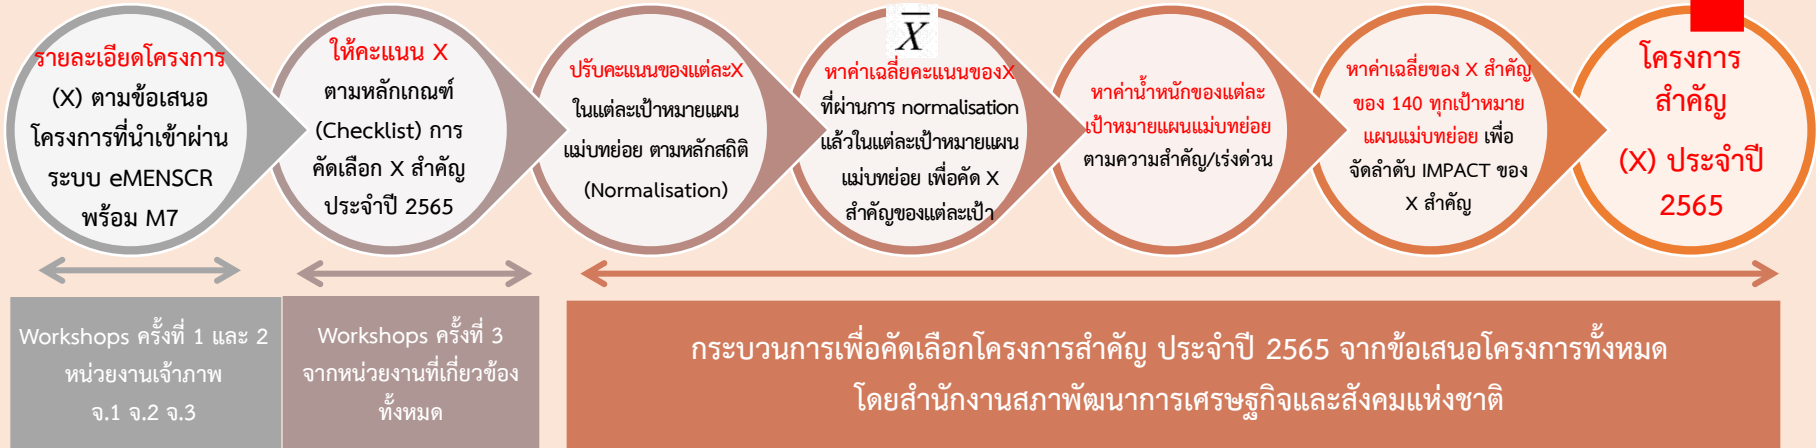 รายละเอียดโครงการ
(X) ตามข้อเสนอ
โครงการที่นำเข้าผ่าน
ระบบ eMENSCR
พร้อม M7
ให้คะแนน X
ตามหลักเกณฑ์
(Checklist) การ
คัดเลือก X สำคัญ
ประจำปี 2565
ปรับคะแนนของแต่ละX
ในแต่ละเป้าหมายแผน
แม่บทย่อย ตามหลักสถิติ
(Normalisation)
X
หาค่าเฉลี่ยคะแนนของX
ที่ผ่านการ normalisation
แล้วในแต่ละเป้าหมายแผน
แม่บทย่อย เพื่อคัด X
สำคัญของแต่ละเป้า
หาค่าน้ำหนักของแต่ละ
เป้าหมายแผนแม่บทย่อย
ตามความสำคัญ/เร่งด่วน
หาค่าเฉลี่ยของ X สำคัญ
ของ 140 ทุกเป้าหมาย
แผนแม่บทย่อย เพื่อ
จัดลำดับ IMPACT ของ
X สำคัญ
โครงการ
สำคัญ
(X) ประจำปี
2565
Workshops ครั้งที่ 1 และ 2
หน่วยงานเจ้าภาพ
จ.1 จ.2 จ.3
Workshops ครั้งที่ 3
จากหน่วยงานที่เกี่ยวข้อง
ทั้งหมด
กระบวนการเพื่อคัดเลือกโครงการสำคัญ ประจำปี 2565 จากข้อเสนอโครงการทั้งหมด
โดยสำนักงานสภาพัฒนาการเศรษฐกิจและสังคมแห่งชาติ